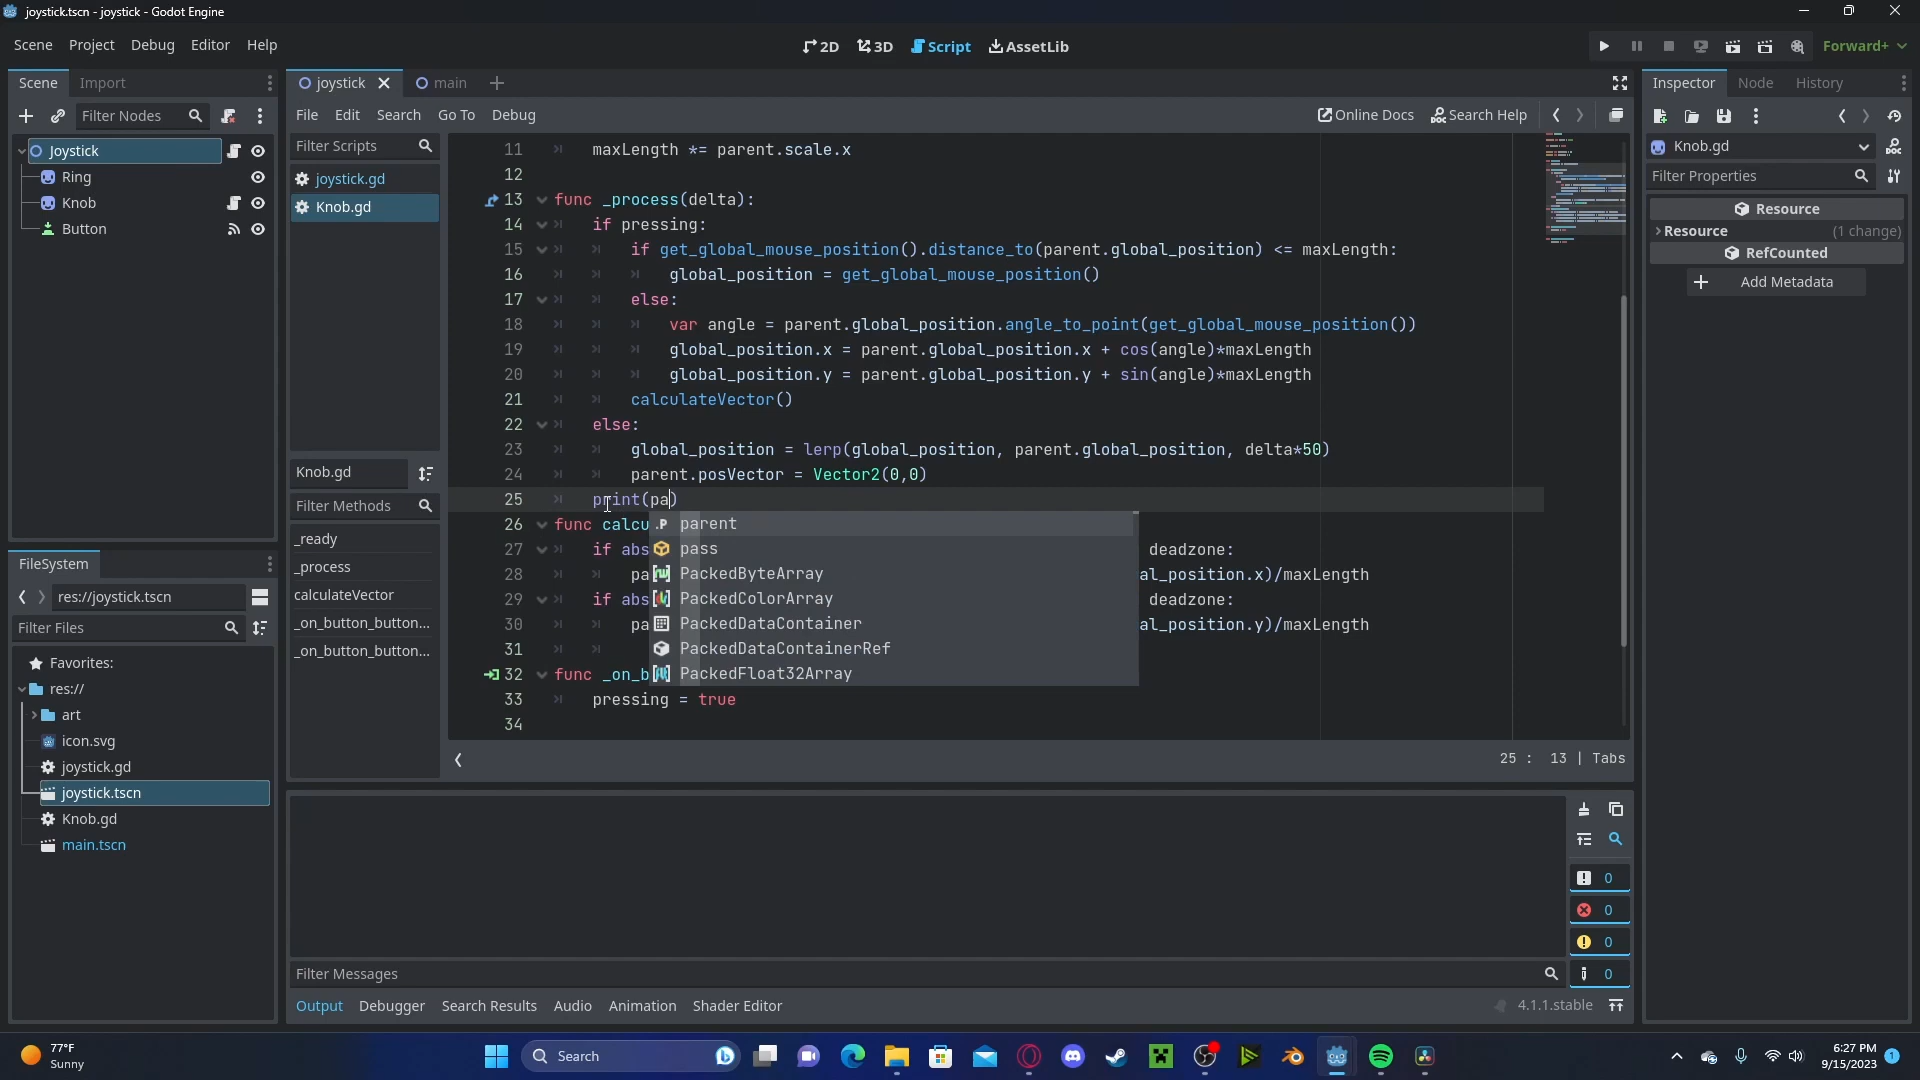 joystick.tscn - joystick - Godot Engine
Scene Project Debug Editor Help
2D 3D Script AssetLib
Forward+
Scene Import
Filter Nodes
Joystick
Ring
Knob
Button
FileSystem
res://joystick.tscn
Filter Files
Favorites:
res://
art
icon.svg
joystick.gd
joystick.tscn
Knob.gd
main.tscn
joystick main
File Edit Search Go To Debug
Online Docs Search Help
Filter Scripts
joystick.gd
Knob.gd
Knob.gd
Filter Methods
_ready
_process
calculateVector
_on_button_button...
_on_button_button...
11 maxLength *= parent.scale.x
12
13 func _process(delta):
14 if pressing:
15 if get_global_mouse_position().distance_to(parent.global_position) <= maxLength:
16 global_position = get_global_mouse_position()
17 else:
18 var angle = parent.global_position.angle_to_point(get_global_mouse_position())
19 global_position.x = parent.global_position.x + cos(angle)*maxLength
20 global_position.y = parent.global_position.y + sin(angle)*maxLength
21 calculateVector()
22 else:
23 global_position = lerp(global_position, parent.global_position, delta*50)
24 parent.posVector = Vector2(0,0)
25 print(pa)
26 func calcu
27 if abs deadzone:
28 pa al_position.x)/maxLength
29 if abs deadzone:
30 pa al_position.y)/maxLength
31
32 func _on_b
33 pressing = true
34
parent
pass
PackedByteArray
PackedColorArray
PackedDataContainer
PackedDataContainerRef
PackedFloat32Array
25 : 13 | Tabs
0
0
0
0
Filter Messages
Output Debugger Search Results Audio Animation Shader Editor
4.1.1.stable
Inspector Node History
Knob.gd
Filter Properties
Resource
Resource (1 change)
RefCounted
Add Metadata
77°F
Sunny
Search
6:27 PM
9/15/2023
1